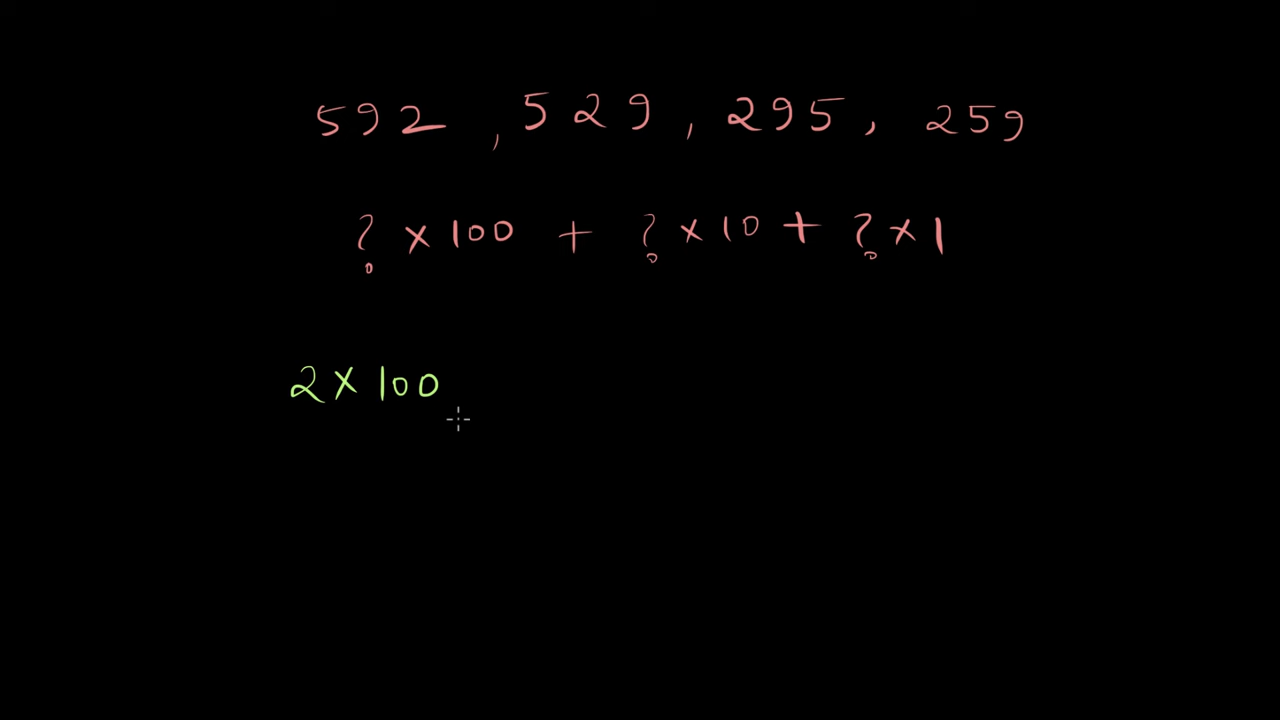 592 , 529 , 295 , 259
? × 100 + ? × 10 + ? × 1
2 × 100